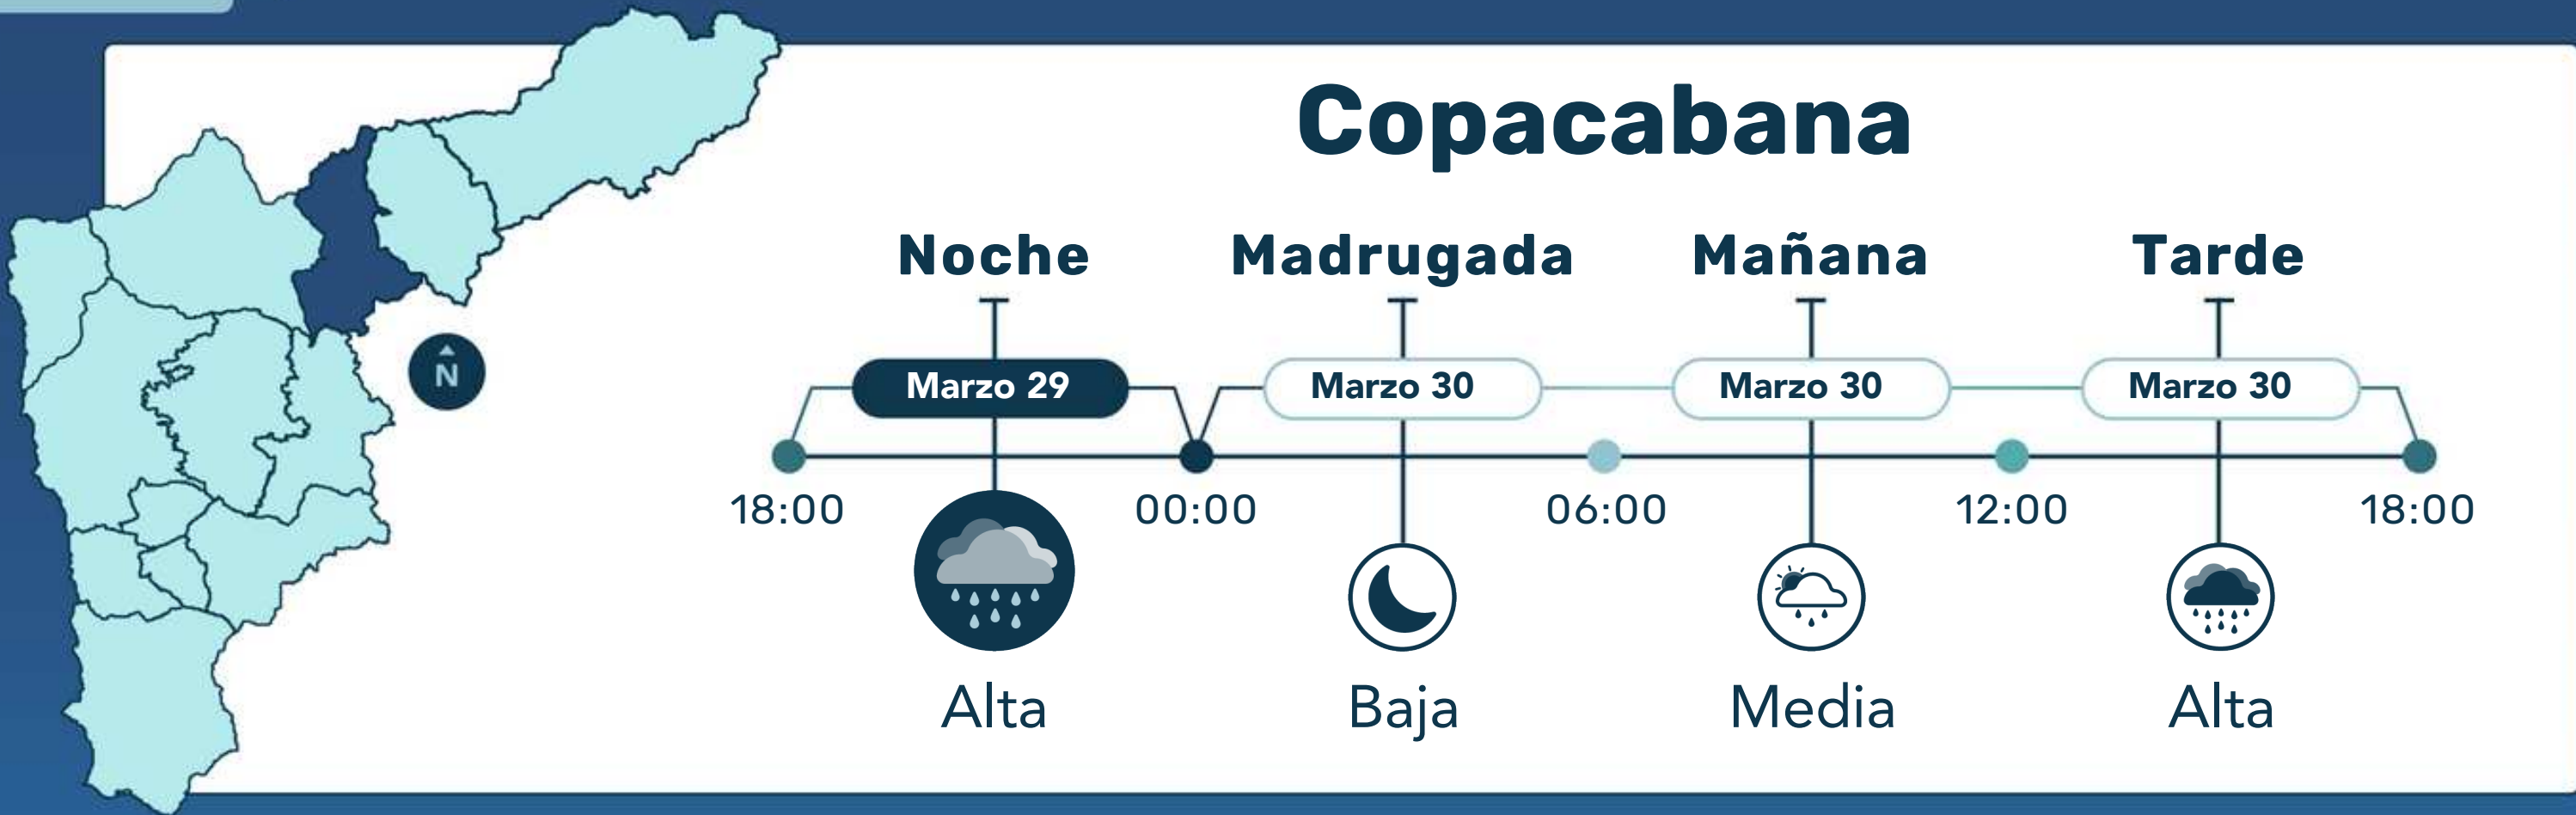 Copacabana
Noche Madrugada Mañana Tarde
Marzo 29 Marzo 30 Marzo 30 Marzo 30
N
18:00 00:00 06:00 12:00 18:00
Alta Baja Media Alta